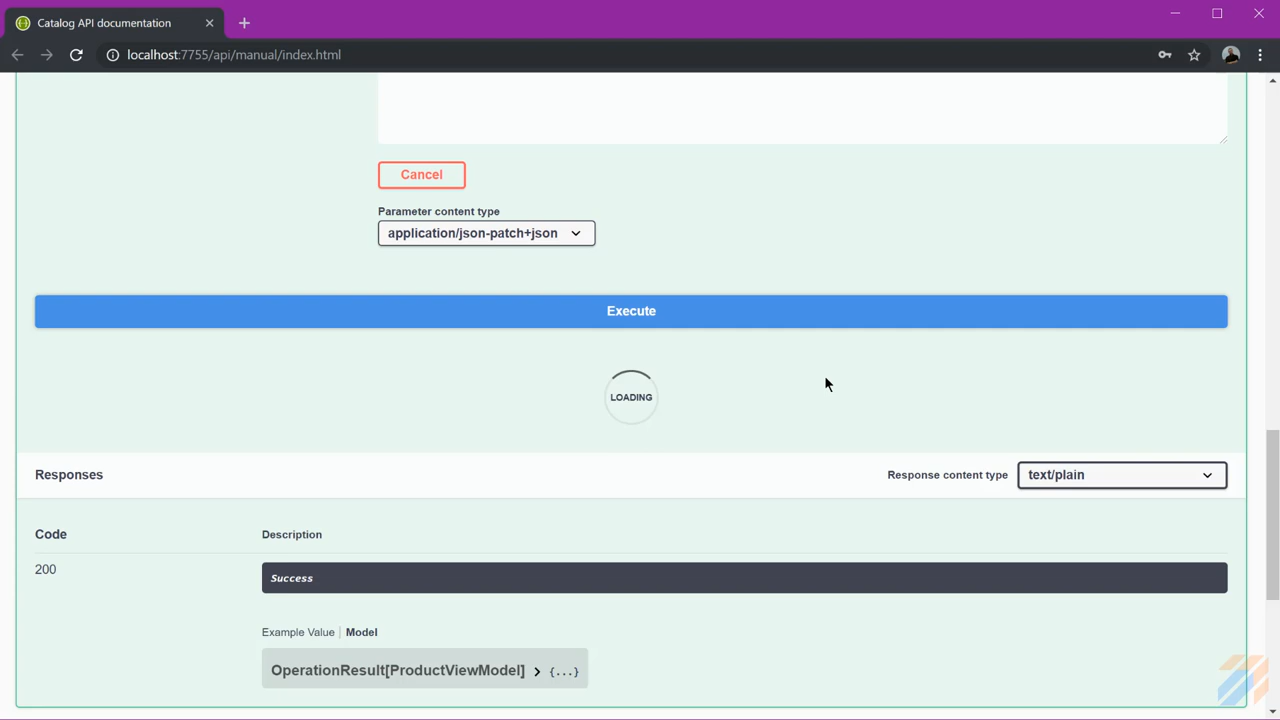 Catalog API documentation
localhost:7755/api/manual/index.html
Cancel
Parameter content type
application/json-patch+json
Execute
LOADING
Responses
Response content type
text/plain
Code
Description
200
Success
Example Value
Model
OperationResult[ProductViewModel] > {...}